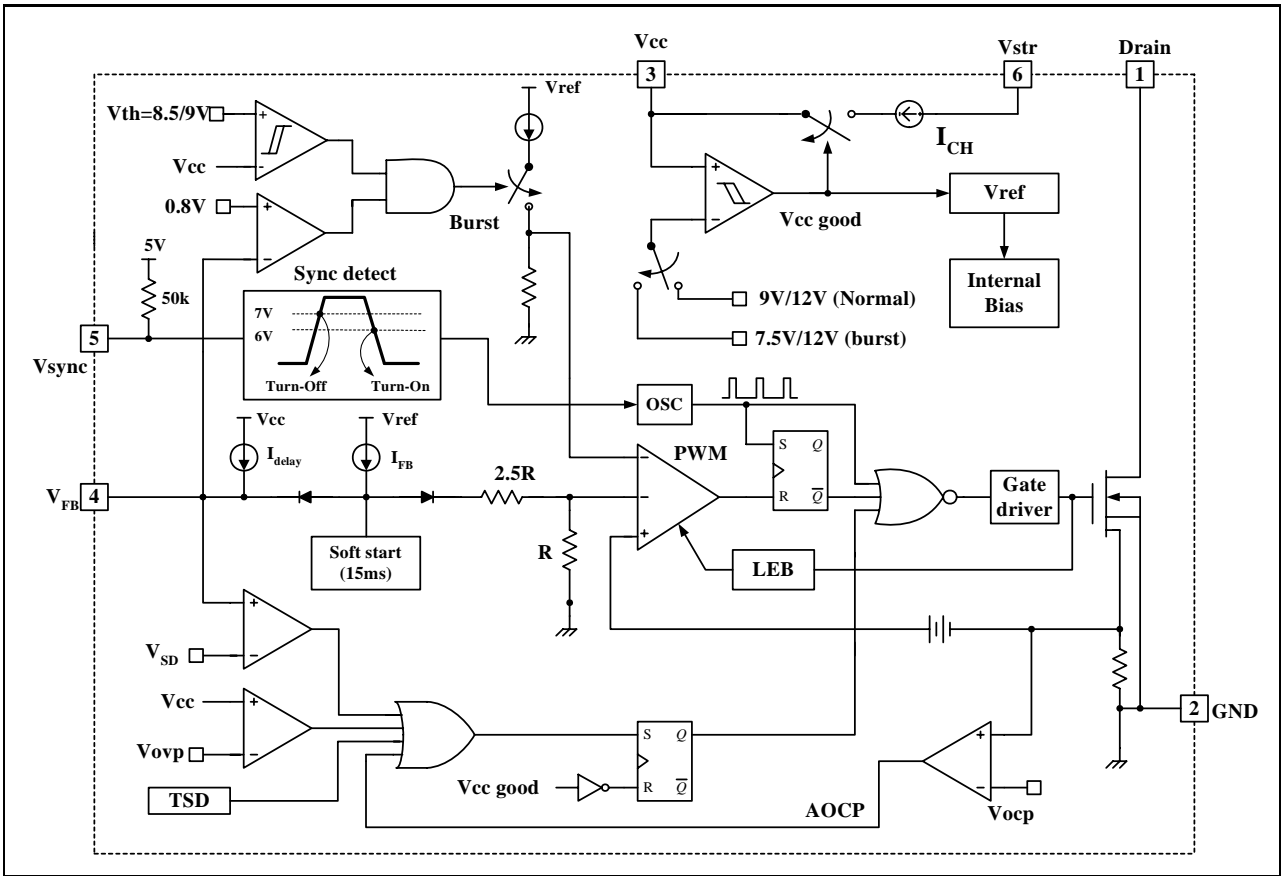 Vcc
Vstr
Drain
3
6
1
Vth=8.5/9V
+
Vcc
-
Vref
I_CH
+
-
Vcc good
Vref
Internal
Bias
0.8V
+
-
Burst
5V
50k
Sync detect
7V
6V
Turn-Off
Turn-On
9V/12V (Normal)
7.5V/12V (burst)
5
Vsync
OSC
Vcc
I_delay
Vref
I_FB
PWM
S
Q
R
Q̅
V_FB
4
2.5R
R
-
-
+
Gate
driver
Soft start
(15ms)
LEB
+
V_SD
-
Vcc
+
Vovp
-
TSD
S
Q
R
Q̅
Vcc good
AOCP
+
-
Vocp
2
GND